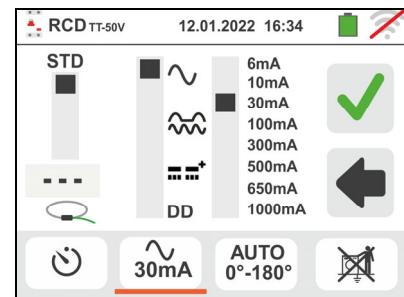 RCD TT-50V 12.01.2022 16:34
STD
6mA
10mA
30mA
100mA
300mA
500mA
650mA
1000mA
DD
---
30mA
AUTO
0°-180°